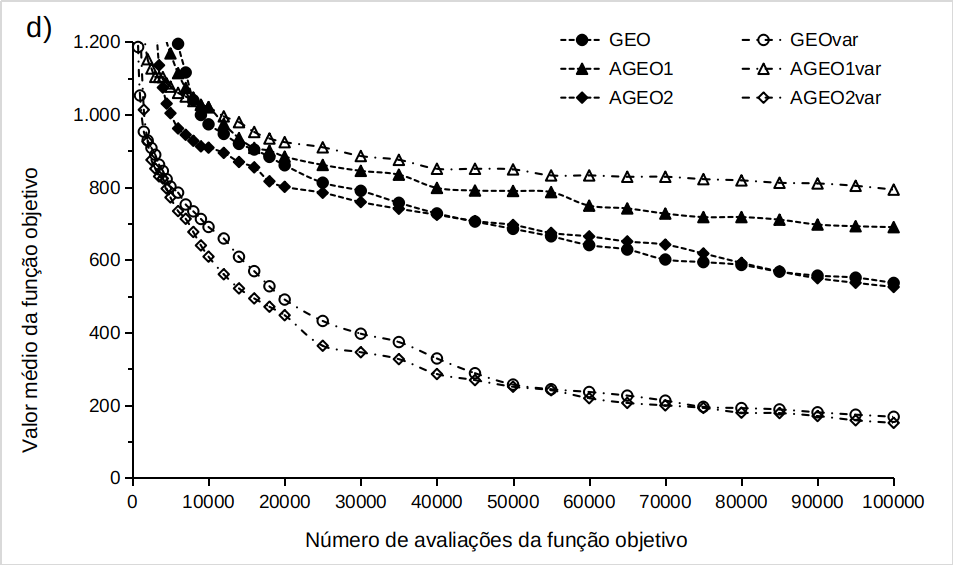 d)
GEO
GEOvar
AGEO1
AGEO1var
AGEO2
AGEO2var
Valor médio da função objetivo
1.200
1.000
800
600
400
200
0
0 10000 20000 30000 40000 50000 60000 70000 80000 90000 100000
Número de avaliações da função objetivo